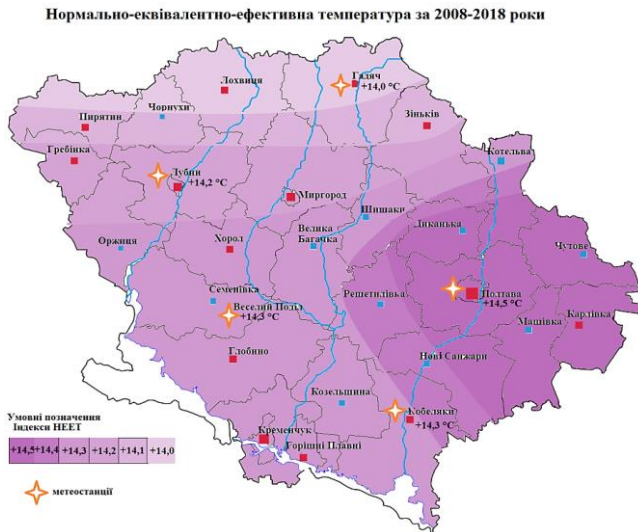 Нормально-еквівалентно-ефективна температура за 2008-2018 роки
Гадяч
+14,0 °C
Лохвиця
Чорнухи
Зіньків
Пирятин
Гребінка
Котельва
Лубни
+14,2 °C
Миргород
Шишаки
Диканька
Велика
Багачка
Хорол
Оржиця
Чутове
Семенівка
Решетилівка
Полтава
+14,5 °C
Веселий Поділ
+14,3 °C
Машівка
Карлівка
Глобино
Нові Санжари
Козельщина
Кобеляки
+14,3 °C
Кременчук
Горішні Плавні
Умовні позначення
Індекси НЕЕТ
+14,5 +14,4 +14,3 +14,2 +14,1 +14,0
метеостанції